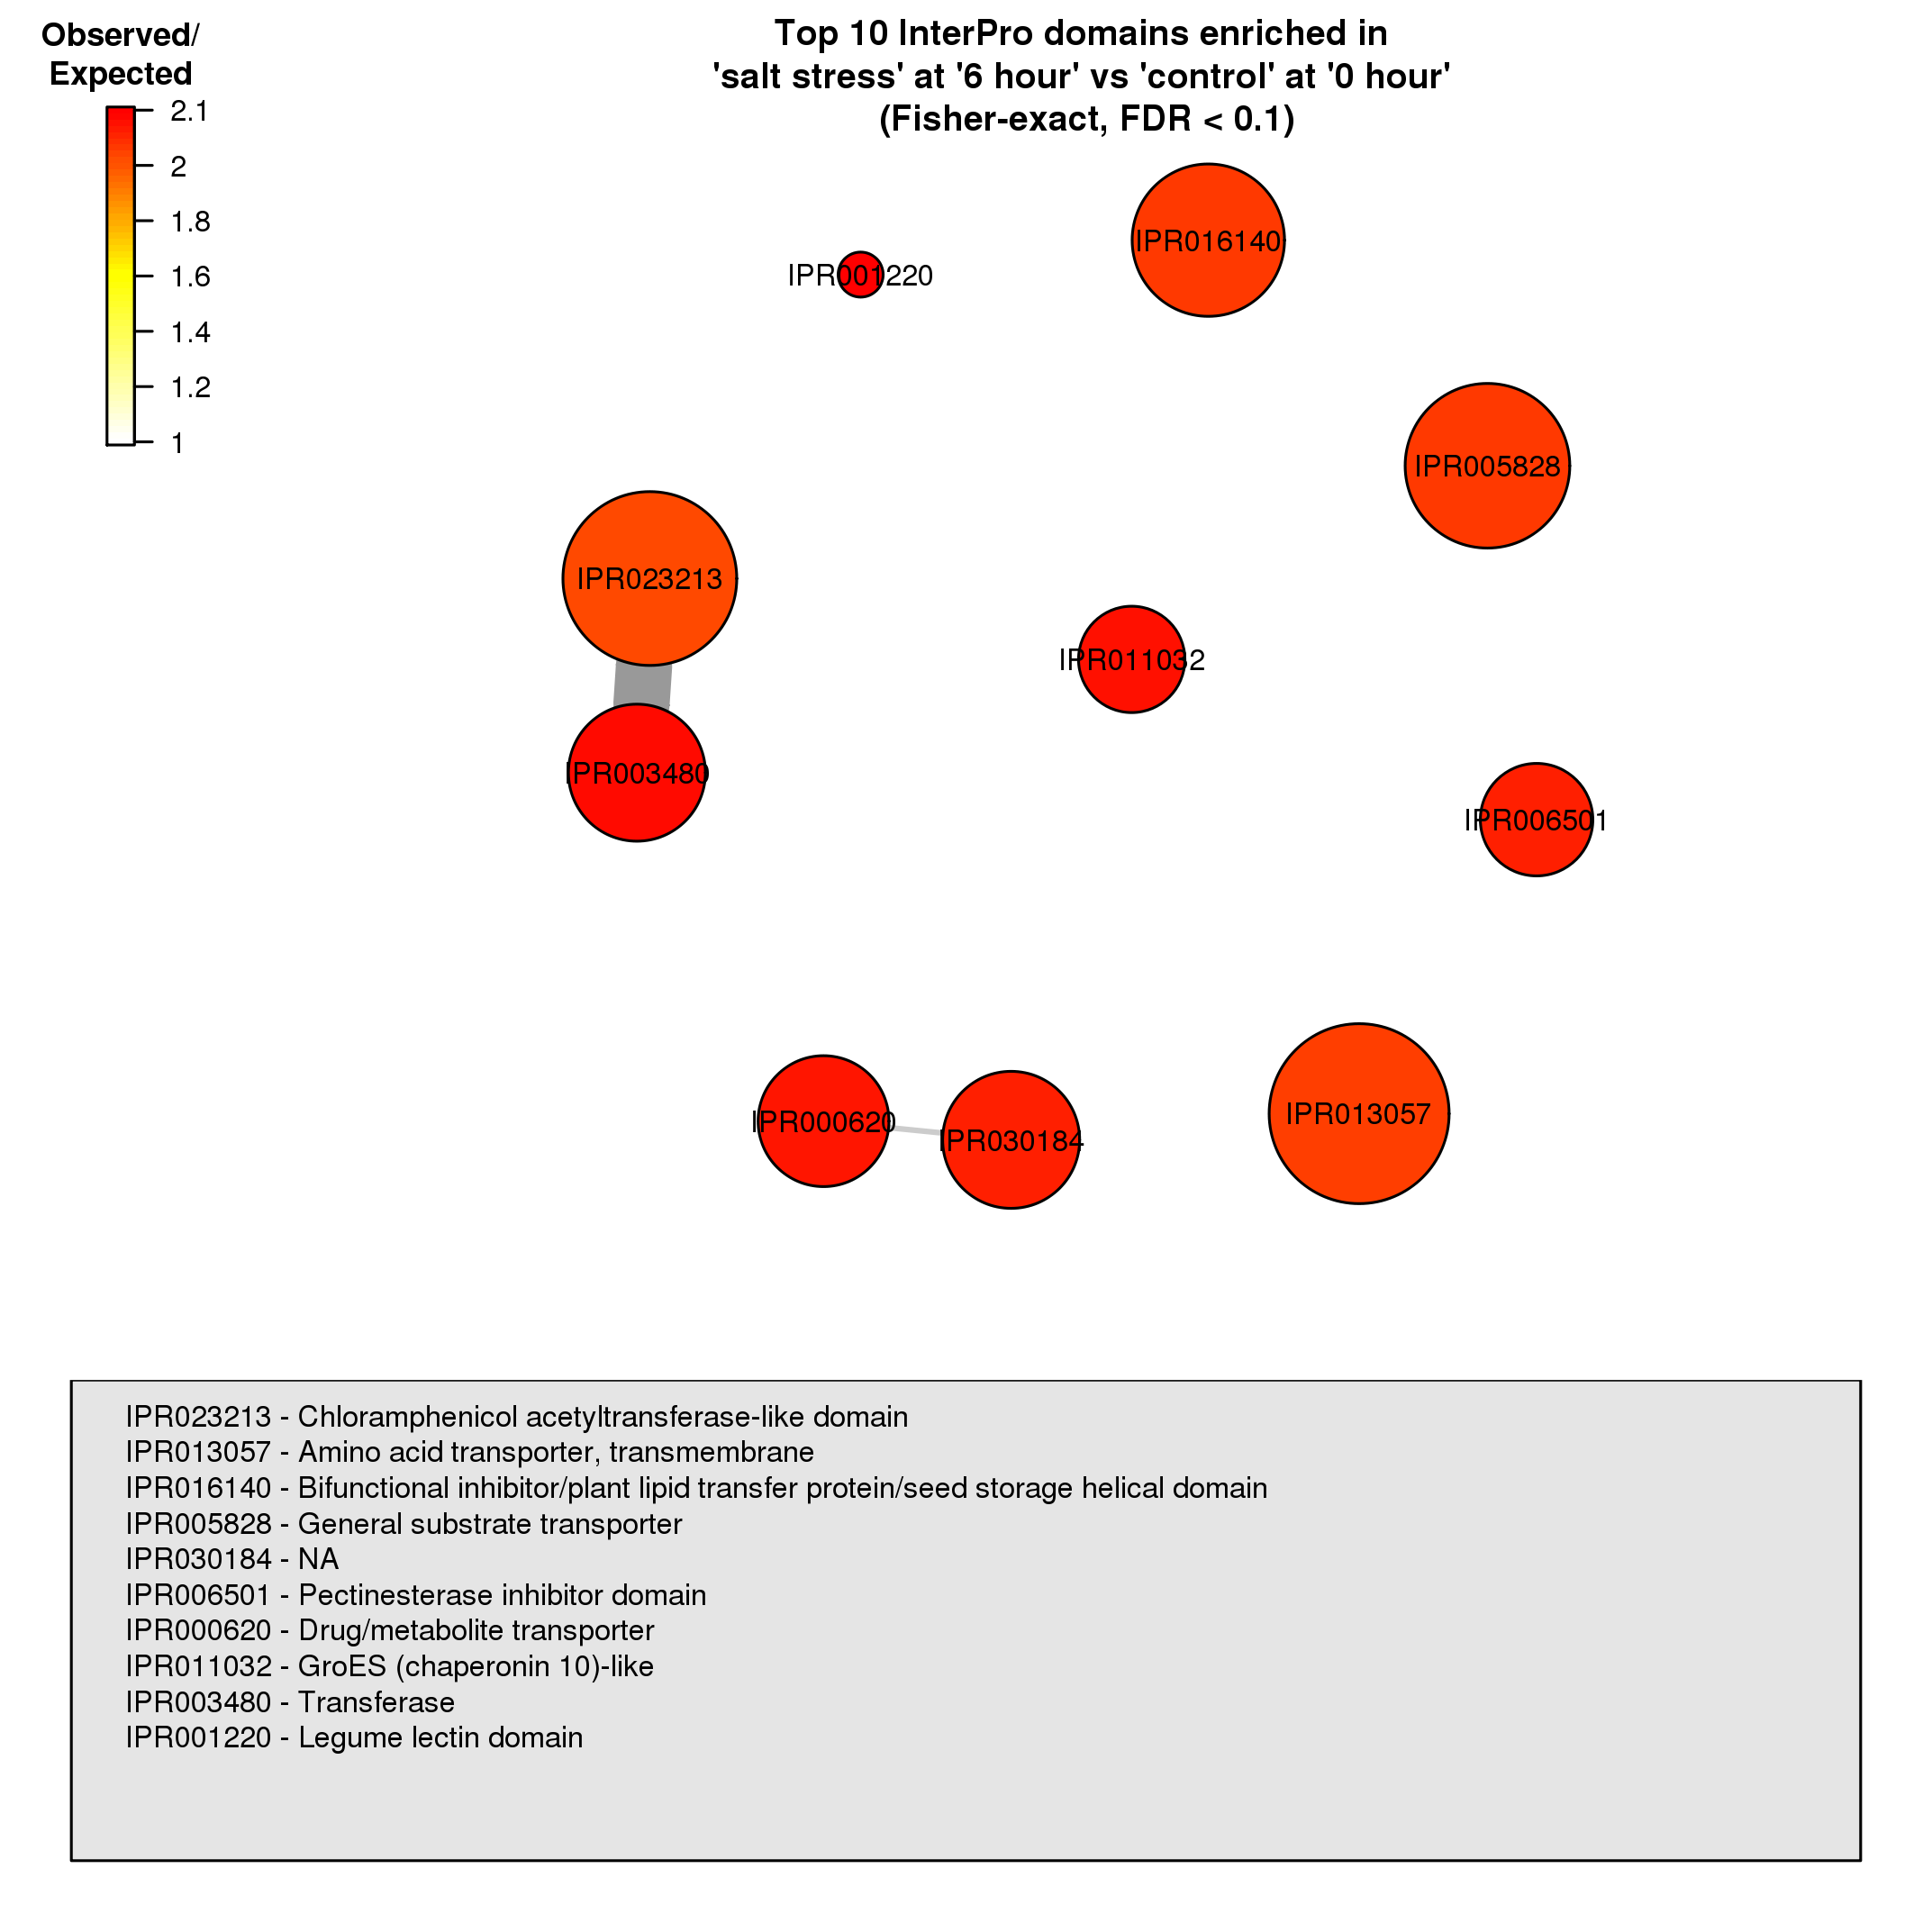 Observed/
Expected
2.1
2
1.8
1.6
1.4
1.2
1
Top 10 InterPro domains enriched in
'salt stress' at '6 hour' vs 'control' at '0 hour'
(Fisher-exact, FDR < 0.1)
IPR016140
IPR001220
IPR005828
IPR023213
IPR011032
IPR003480
IPR006501
IPR013057
IPR000620
IPR030184
IPR023213 - Chloramphenicol acetyltransferase-like domain
IPR013057 - Amino acid transporter, transmembrane
IPR016140 - Bifunctional inhibitor/plant lipid transfer protein/seed storage helical domain
IPR005828 - General substrate transporter
IPR030184 - NA
IPR006501 - Pectinesterase inhibitor domain
IPR000620 - Drug/metabolite transporter
IPR011032 - GroES (chaperonin 10)-like
IPR003480 - Transferase
IPR001220 - Legume lectin domain